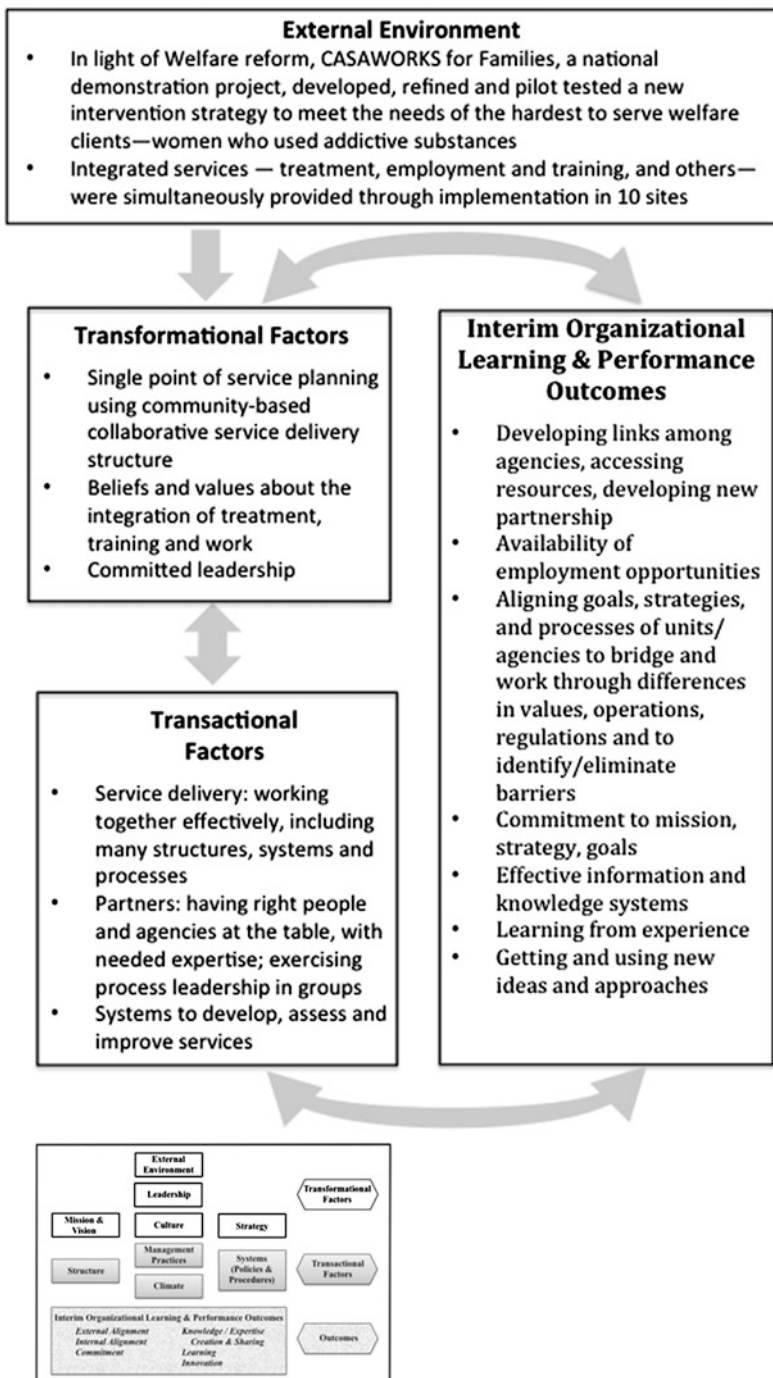 External Environment
• In light of Welfare reform, CASAWORKS for Families, a national
demonstration project, developed, refined and pilot tested a new
intervention strategy to meet the needs of the hardest to serve welfare
clients—women who used addictive substances
• Integrated services — treatment, employment and training, and others—
were simultaneously provided through implementation in 10 sites
Transformational Factors
• Single point of service planning
using community-based
collaborative service delivery
structure
• Beliefs and values about the
integration of treatment,
training and work
• Committed leadership
Transactional
Factors
• Service delivery: working
together effectively, including
many structures, systems and
processes
• Partners: having right people
and agencies at the table, with
needed expertise; exercising
process leadership in groups
• Systems to develop, assess and
improve services
Interim Organizational
Learning & Performance
Outcomes
• Developing links among
agencies, accessing
resources, developing new
partnership
• Availability of
employment opportunities
• Aligning goals, strategies,
and processes of units/
agencies to bridge and
work through differences
in values, operations,
regulations and to
identify/eliminate
barriers
• Commitment to mission,
strategy, goals
• Effective information and
knowledge systems
• Learning from experience
• Getting and using new
ideas and approaches
External
Environment
Leadership
Transformational
Factors
Mission &
Vision
Culture
Strategy
Structure
Management
Practices
Climate
Systems
(Policies &
Procedures)
Transactional
Factors
Interim Organizational Learning & Performance Outcomes
External Alignment
Internal Alignment
Commitment
Knowledge / Expertise
Creation & Sharing
Learning
Innovation
Outcomes